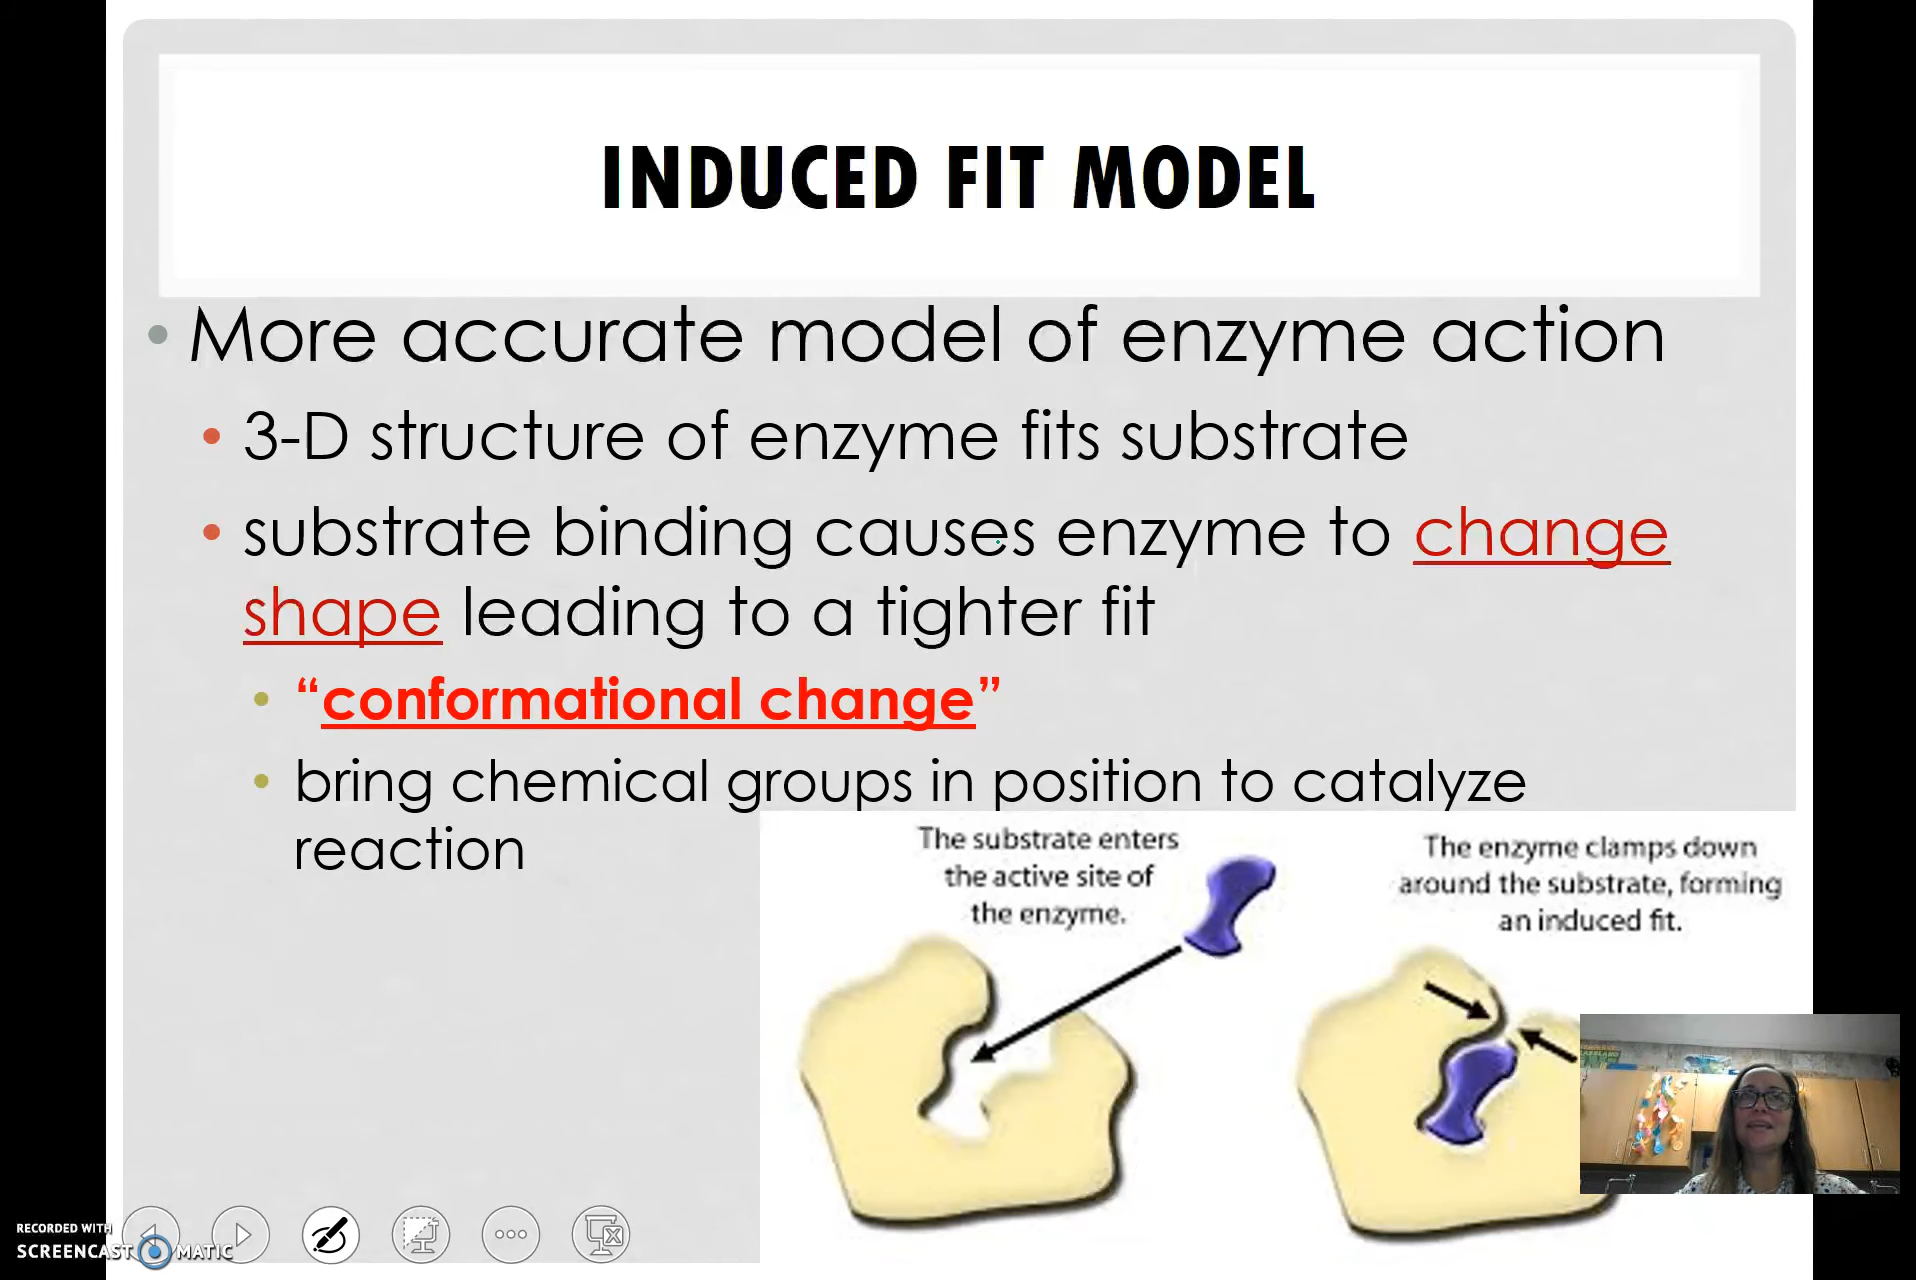 INDUCED FIT MODEL
• More accurate model of enzyme action
• 3-D structure of enzyme fits substrate
• substrate binding causes enzyme to change
shape leading to a tighter fit
• “conformational change”
• bring chemical groups in position to catalyze
reaction
The substrate enters
the active site of
the enzyme.
The enzyme clamps down
around the substrate, forming
an induced fit.
RECORDED WITH
SCREENCAST MATIC